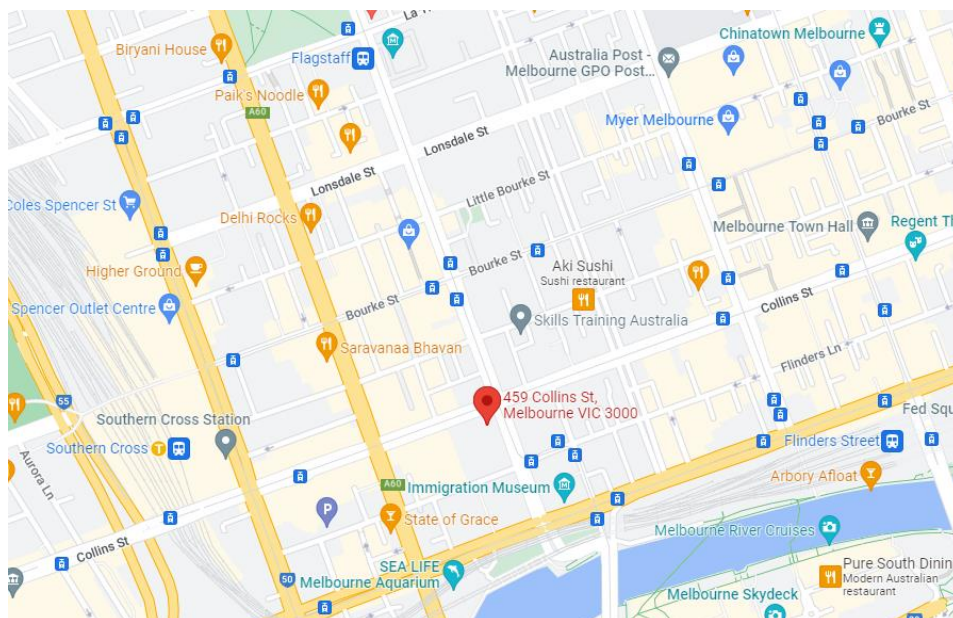 La T
Biryani House
Flagstaff
Chinatown Melbourne
Australia Post -
Melbourne GPO Post...
Paik's Noodle
A60
Myer Melbourne
Bourke St
Lonsdale St
Lonsdale St
Little Bourke St
Coles Spencer St
Delhi Rocks
Melbourne Town Hall
Regent Th
Bourke St
Higher Ground
Aki Sushi
Sushi restaurant
Collins St
Spencer Outlet Centre
Bourke St
Skills Training Australia
Saravanaa Bhavan
Flinders Ln
55
459 Collins St,
Melbourne VIC 3000
Southern Cross Station
Fed Squ
Southern Cross
T
Flinders Street
Aurora Ln
A60
Immigration Museum
Arbory Afloat
P
State of Grace
Melbourne River Cruises
Collins St
SEA LIFE
Melbourne Aquarium
50
Pure South Dinin
Modern Australian
restaurant
Melbourne Skydeck